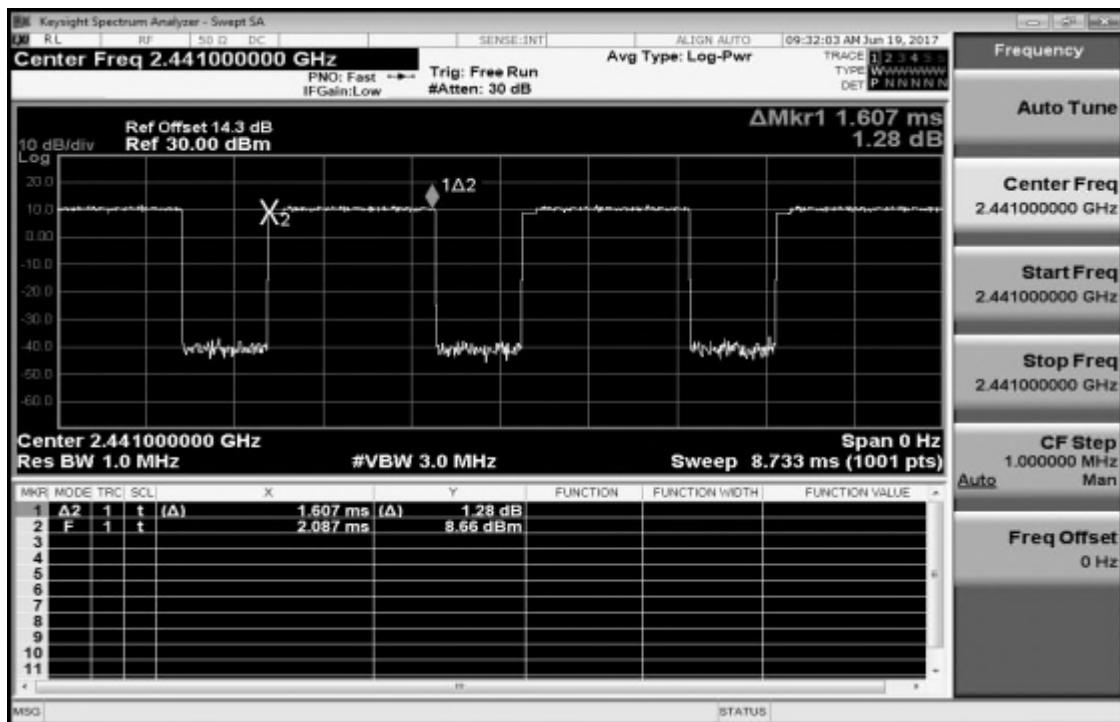 Keysight Spectrum Analyzer - Swept SA
RL RF 50 Ω DC SENSE:INT ALIGN AUTO 09:32:03 AM Jun 19, 2017
Center Freq 2.441000000 GHz
PNO: Fast
IFGain:Low
Trig: Free Run
#Atten: 30 dB
Avg Type: Log-Pwr
TRACE 1 2 3 4 5 6
TYPE WWWWWW
DET P N N N N N
Ref Offset 14.3 dB
10 dB/div Ref 30.00 dBm
Log
ΔMkr1 1.607 ms
1.28 dB
20.0
10.0
0.00
-10.0
-20.0
-30.0
-40.0
-50.0
-60.0
1Δ2
2
Center 2.441000000 GHz Span 0 Hz
Res BW 1.0 MHz #VBW 3.0 MHz Sweep 8.733 ms (1001 pts)
MKR MODE TRC SCL X Y FUNCTION FUNCTION WIDTH FUNCTION VALUE
1 Δ2 1 t (Δ) 1.607 ms (Δ) 1.28 dB
2 F 1 t 2.087 ms 8.66 dBm
3
4
5
6
7
8
9
10
11
MSG STATUS
Frequency
Auto Tune
Center Freq
2.441000000 GHz
Start Freq
2.441000000 GHz
Stop Freq
2.441000000 GHz
CF Step
1.000000 MHz
Auto Man
Freq Offset
0 Hz